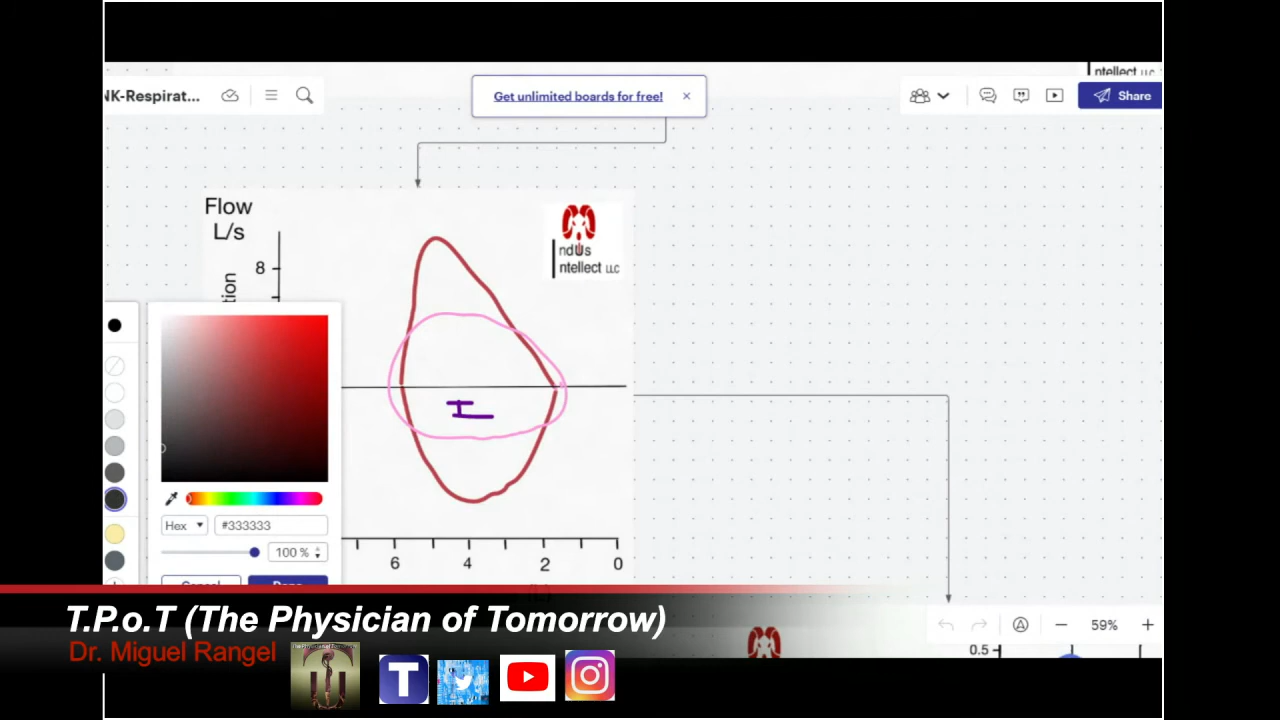 ntellect LLC
NK-Respirat...
Get unlimited boards for free!
Share
Flow
L/s
8
ndUs
ntellect LLC
I
Hex
#333333
100 %
6
4
2
0
59%
0.5
T.P.o.T (The Physician of Tomorrow)
Dr. Miguel Rangel
T